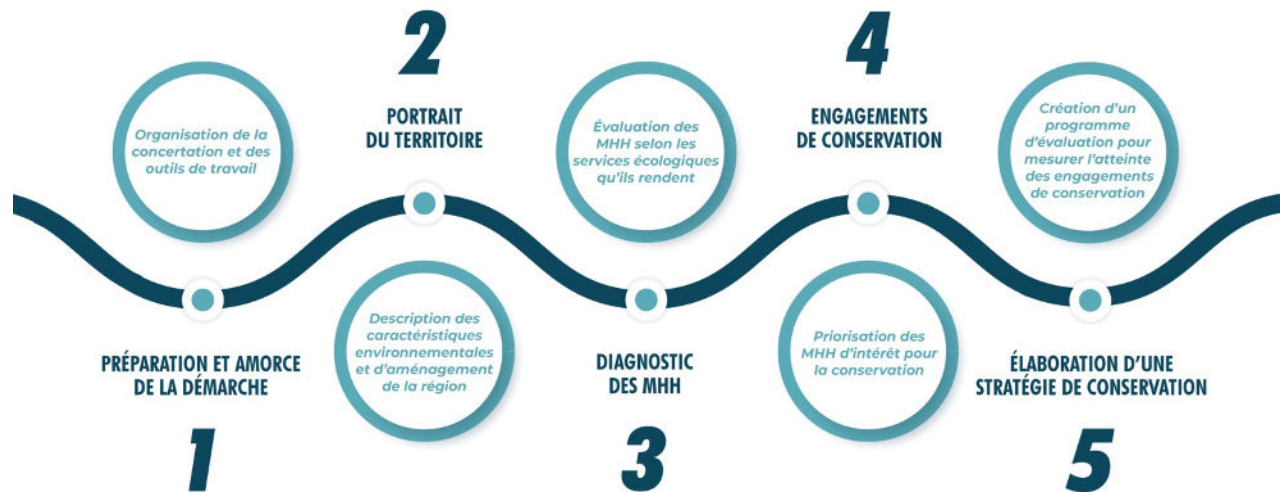 1
PRÉPARATION ET AMORCE
DE LA DÉMARCHE
Organisation de la
concertation et des
outils de travail
2
PORTRAIT
DU TERRITOIRE
Description des
caractéristiques
environnementales
et d'aménagement
de la région
3
DIAGNOSTIC
DES MHH
Évaluation des
MHH selon les
services écologiques
qu'ils rendent
4
ENGAGEMENTS
DE CONSERVATION
Priorisation des
MHH d'intérêt pour
la conservation
5
ÉLABORATION D'UNE
STRATÉGIE DE CONSERVATION
Création d'un
programme
d'évaluation pour
mesurer l'atteinte
des engagements
de conservation